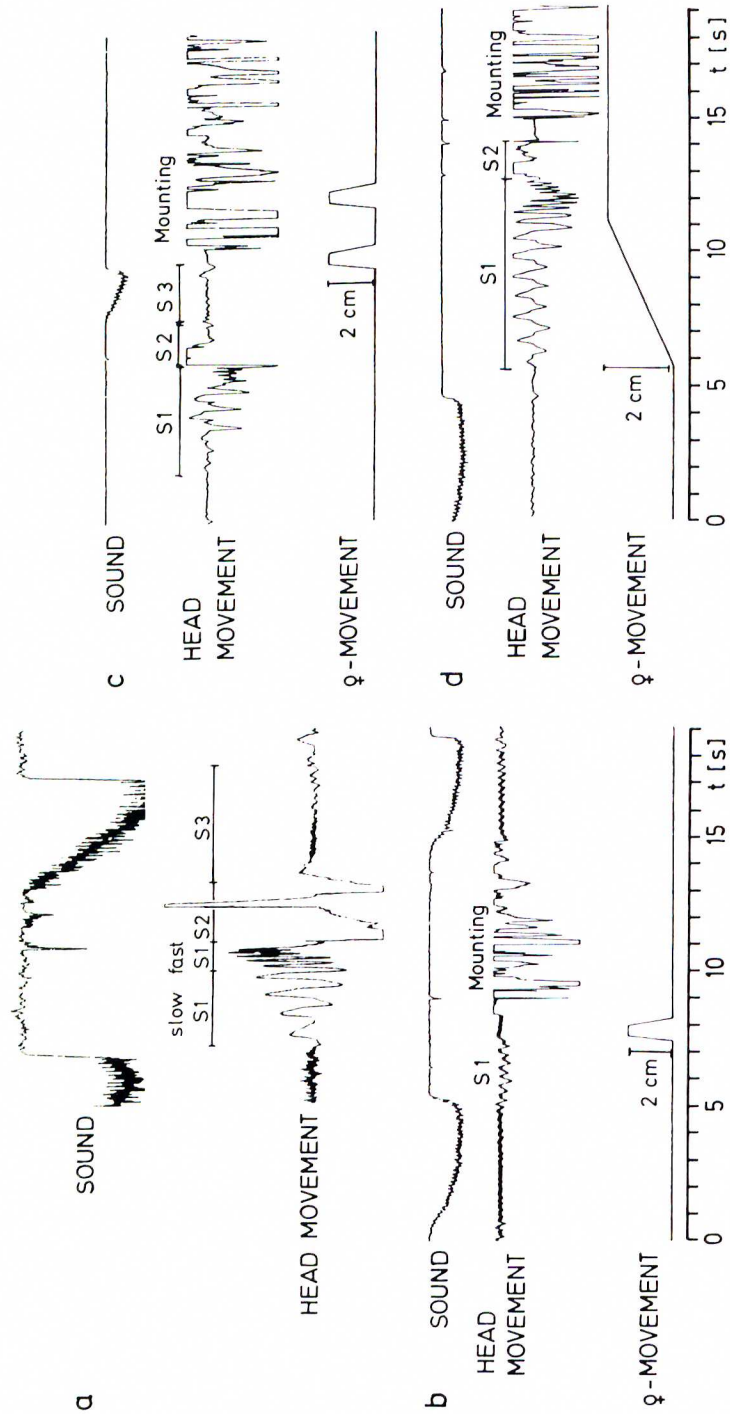 a
SOUND
slow fast
S1 S1 S2 S3
HEAD MOVEMENT
b
SOUND
HEAD
MOVEMENT
S1
Mounting
2 cm
♀-MOVEMENT
0 5 10 15 t [s]
c
SOUND
S1 S2 S3
Mounting
HEAD
MOVEMENT
2 cm
♀-MOVEMENT
d
SOUND
S1 S2
Mounting
HEAD
MOVEMENT
2 cm
♀-MOVEMENT
0 5 10 15 t [s]